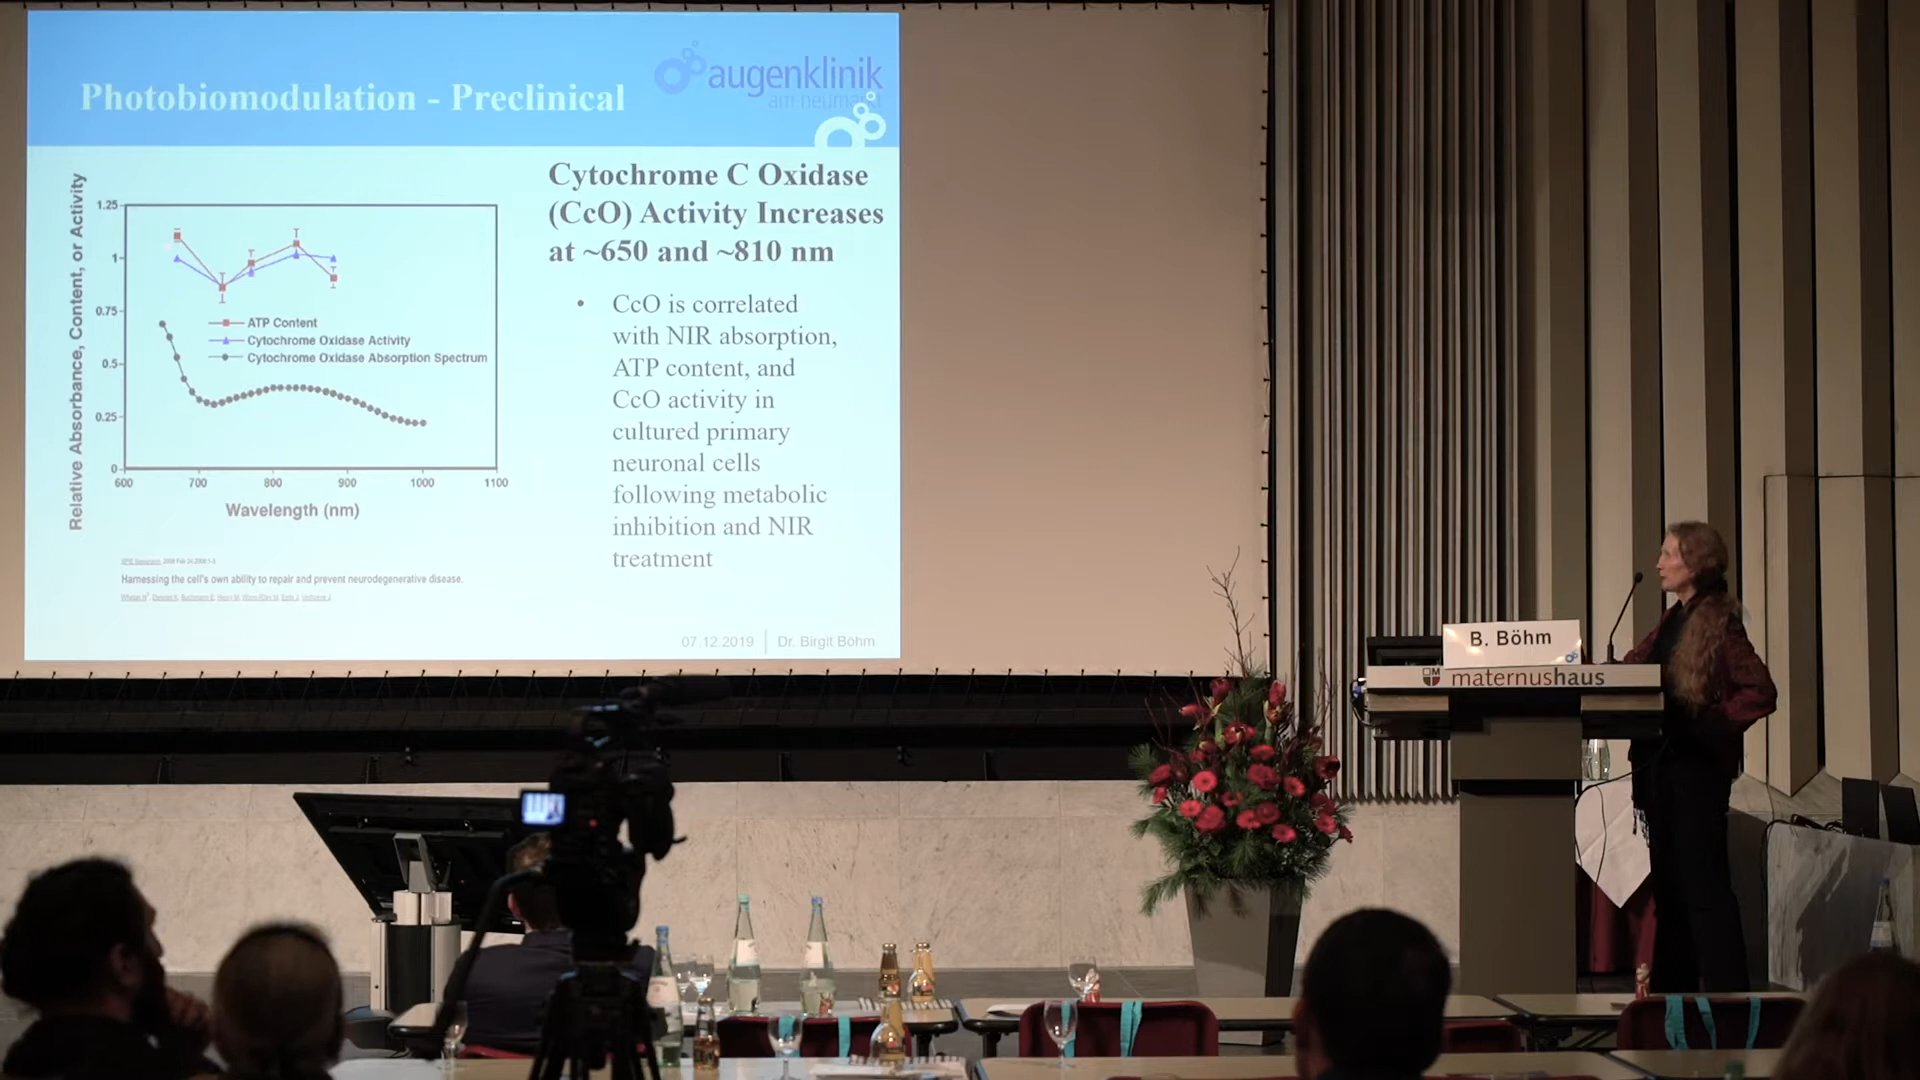 Photobiomodulation - Preclinical
augenklinik
am neumarkt
Cytochrome C Oxidase
(CcO) Activity Increases
at ~650 and ~810 nm
• CcO is correlated
with NIR absorption,
ATP content, and
CcO activity in
cultured primary
neuronal cells
following metabolic
inhibition and NIR
treatment
Relative Absorbance, Content, or Activity
1.25
1
0.75
0.5
0.25
0
ATP Content
Cytochrome Oxidase Activity
Cytochrome Oxidase Absorption Spectrum
600 700 800 900 1000 1100
Wavelength (nm)
Harnessing the cell's own ability to repair and prevent neurodegenerative disease.
07.12.2019 Dr. Birgit Böhm
B. Böhm
maternushaus